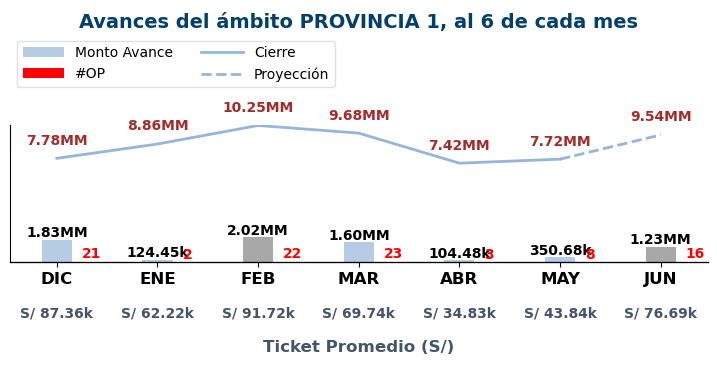 Avances del ámbito PROVINCIA 1, al 6 de cada mes
Monto Avance Cierre
#OP Proyección
7.78MM 8.86MM 10.25MM 9.68MM 7.42MM 7.72MM 9.54MM
1.83MM 124.45k 2.02MM 1.60MM 104.48k 350.68k 1.23MM
21 2 22 23 3 8 16
DIC ENE FEB MAR ABR MAY JUN
S/ 87.36k S/ 62.22k S/ 91.72k S/ 69.74k S/ 34.83k S/ 43.84k S/ 76.69k
Ticket Promedio (S/)